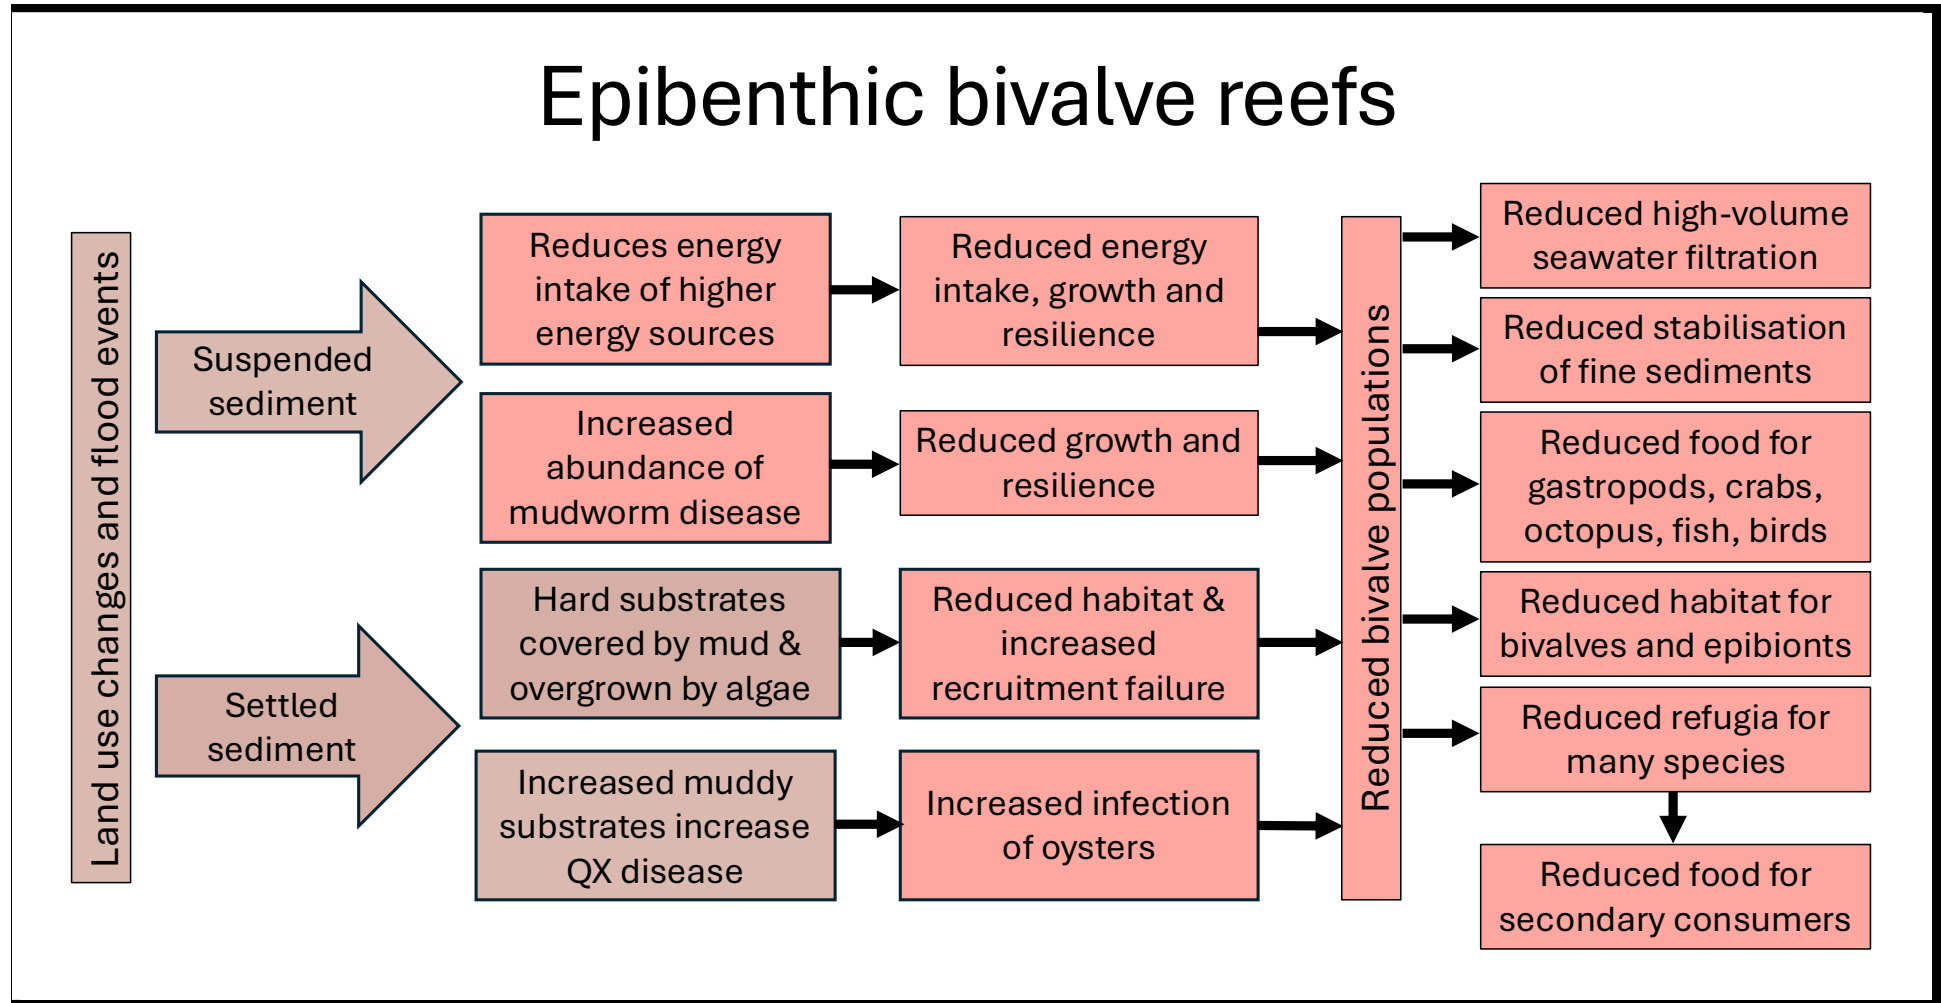 Epibenthic bivalve reefs
Land use changes and flood events
Suspended
sediment
Settled
sediment
Reduces energy
intake of higher
energy sources
Increased
abundance of
mudworm disease
Hard substrates
covered by mud &
overgrown by algae
Increased muddy
substrates increase
QX disease
Reduced energy
intake, growth and
resilience
Reduced growth and
resilience
Reduced habitat &
increased
recruitment failure
Increased infection
of oysters
Reduced bivalve populations
Reduced high-volume
seawater filtration
Reduced stabilisation
of fine sediments
Reduced food for
gastropods, crabs,
octopus, fish, birds
Reduced habitat for
bivalves and epibionts
Reduced refugia for
many species
Reduced food for
secondary consumers